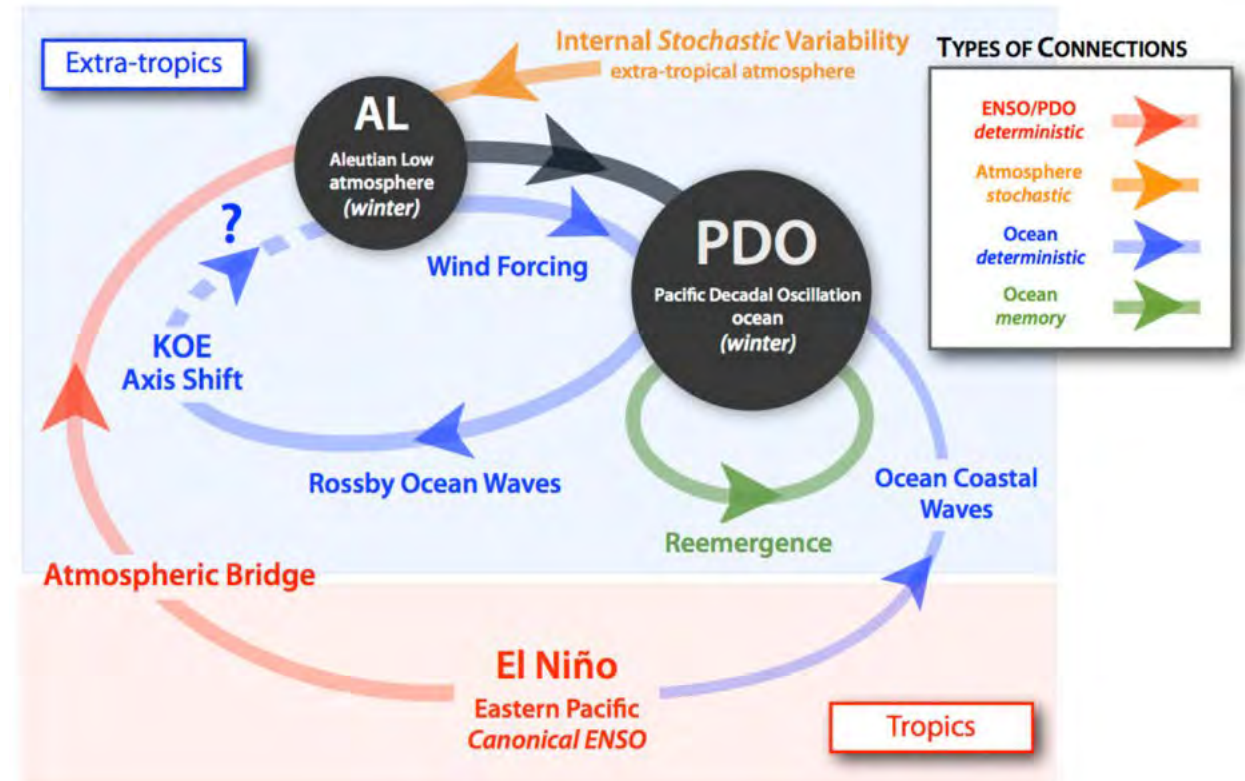 Extra-tropics
Internal Stochastic Variability
extra-tropical atmosphere
TYPES OF CONNECTIONS
ENSO/PDO
deterministic
Atmosphere
stochastic
Ocean
deterministic
Ocean
memory
AL
Aleutian Low
atmosphere
(winter)
?
Wind Forcing
PDO
Pacific Decadal Oscillation
ocean
(winter)
KOE
Axis Shift
Rossby Ocean Waves
Ocean Coastal
Waves
Reemergence
Atmospheric Bridge
El Niño
Eastern Pacific
Canonical ENSO
Tropics